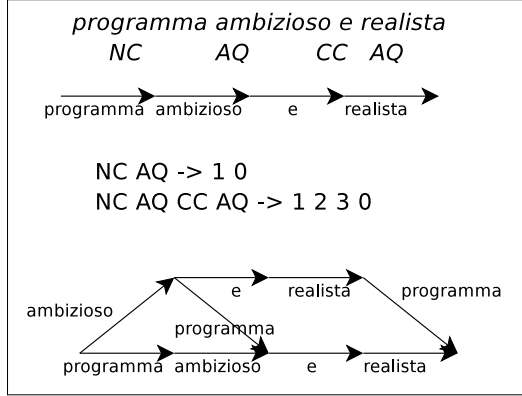 programma ambizioso e realista
NC AQ CC AQ
programma ambizioso e realista
NC AQ -> 1 0
NC AQ CC AQ -> 1 2 3 0
e realista
ambizioso programma programma
programma ambizioso e realista